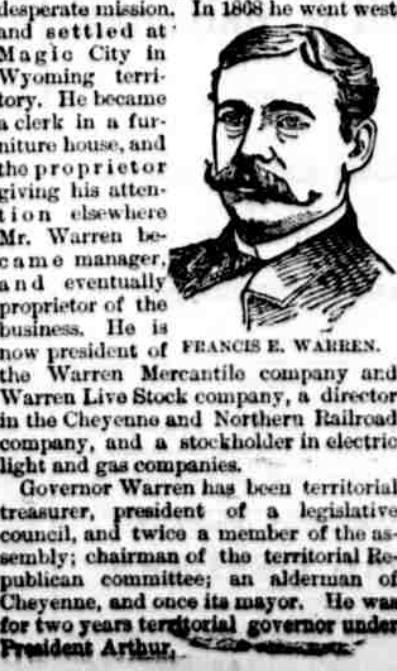 desperate mission. In 1868 he went west
and settled at
Magic City in
Wyoming terri-
tory. He became
a clerk in a fur-
niture house, and
the proprietor
giving his atten-
tion elsewhere
Mr. Warren be-
came manager,
and eventually
proprietor of the
business. He is
now president of
FRANCIS E. WARREN.
the Warren Mercantile company and
Warren Live Stock company, a director
in the Cheyenne and Northern Railroad
company, and a stockholder in electric
light and gas companies.
Governor Warren has been territorial
treasurer, president of a legislative
council, and twice a member of the as-
sembly; chairman of the territorial Re-
publican committee; an alderman of
Cheyenne, and once its mayor. He was
for two years territorial governor under
President Arthur.